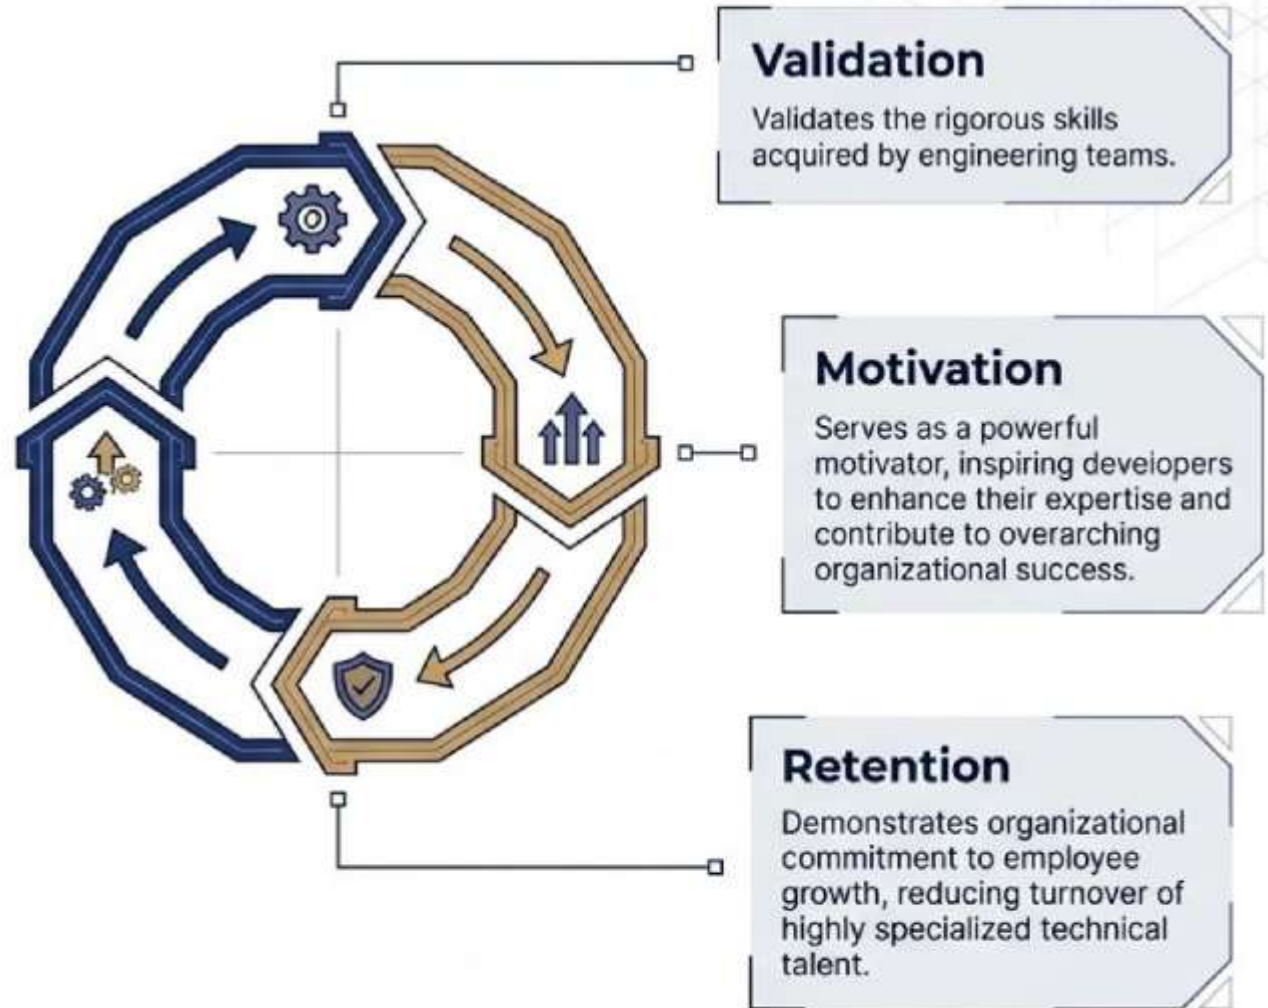 Validation
Validates the rigorous skills
acquired by engineering teams.
Motivation
Serves as a powerful
motivator, inspiring developers
to enhance their expertise and
contribute to overarching
organizational success.
Retention
Demonstrates organizational
commitment to employee
growth, reducing turnover of
highly specialized technical
talent.